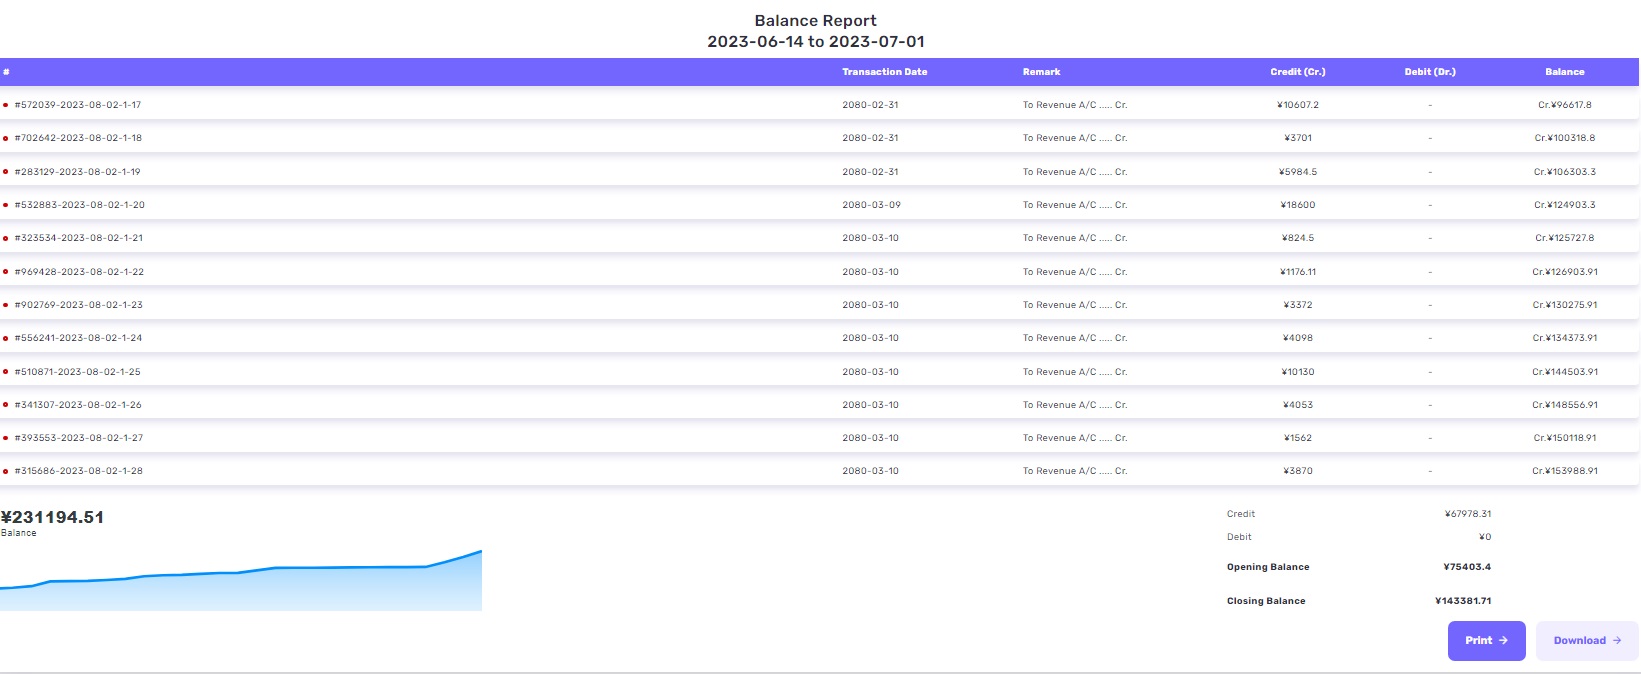 Balance Report
2023-06-14 to 2023-07-01
# Transaction Date Remark Credit (Cr.) Debit (Dr.) Balance
#572039-2023-08-02-1-17 2080-02-31 To Revenue A/C ..... Cr. ¥10607.2 - Cr.¥96617.8
#702642-2023-08-02-1-18 2080-02-31 To Revenue A/C ..... Cr. ¥3701 - Cr.¥100318.8
#283129-2023-08-02-1-19 2080-02-31 To Revenue A/C ..... Cr. ¥5984.5 - Cr.¥106303.3
#532883-2023-08-02-1-20 2080-03-09 To Revenue A/C ..... Cr. ¥18600 - Cr.¥124903.3
#323534-2023-08-02-1-21 2080-03-10 To Revenue A/C ..... Cr. ¥824.5 - Cr.¥125727.8
#969428-2023-08-02-1-22 2080-03-10 To Revenue A/C ..... Cr. ¥1176.11 - Cr.¥126903.91
#902769-2023-08-02-1-23 2080-03-10 To Revenue A/C ..... Cr. ¥3372 - Cr.¥130275.91
#556241-2023-08-02-1-24 2080-03-10 To Revenue A/C ..... Cr. ¥4098 - Cr.¥134373.91
#510871-2023-08-02-1-25 2080-03-10 To Revenue A/C ..... Cr. ¥10130 - Cr.¥144503.91
#341307-2023-08-02-1-26 2080-03-10 To Revenue A/C ..... Cr. ¥4053 - Cr.¥148556.91
#393553-2023-08-02-1-27 2080-03-10 To Revenue A/C ..... Cr. ¥1562 - Cr.¥150118.91
#315686-2023-08-02-1-28 2080-03-10 To Revenue A/C ..... Cr. ¥3870 - Cr.¥153988.91
¥231194.51
Balance
Credit ¥67978.31
Debit ¥0
Opening Balance ¥75403.4
Closing Balance ¥143381.71
Print → Download →